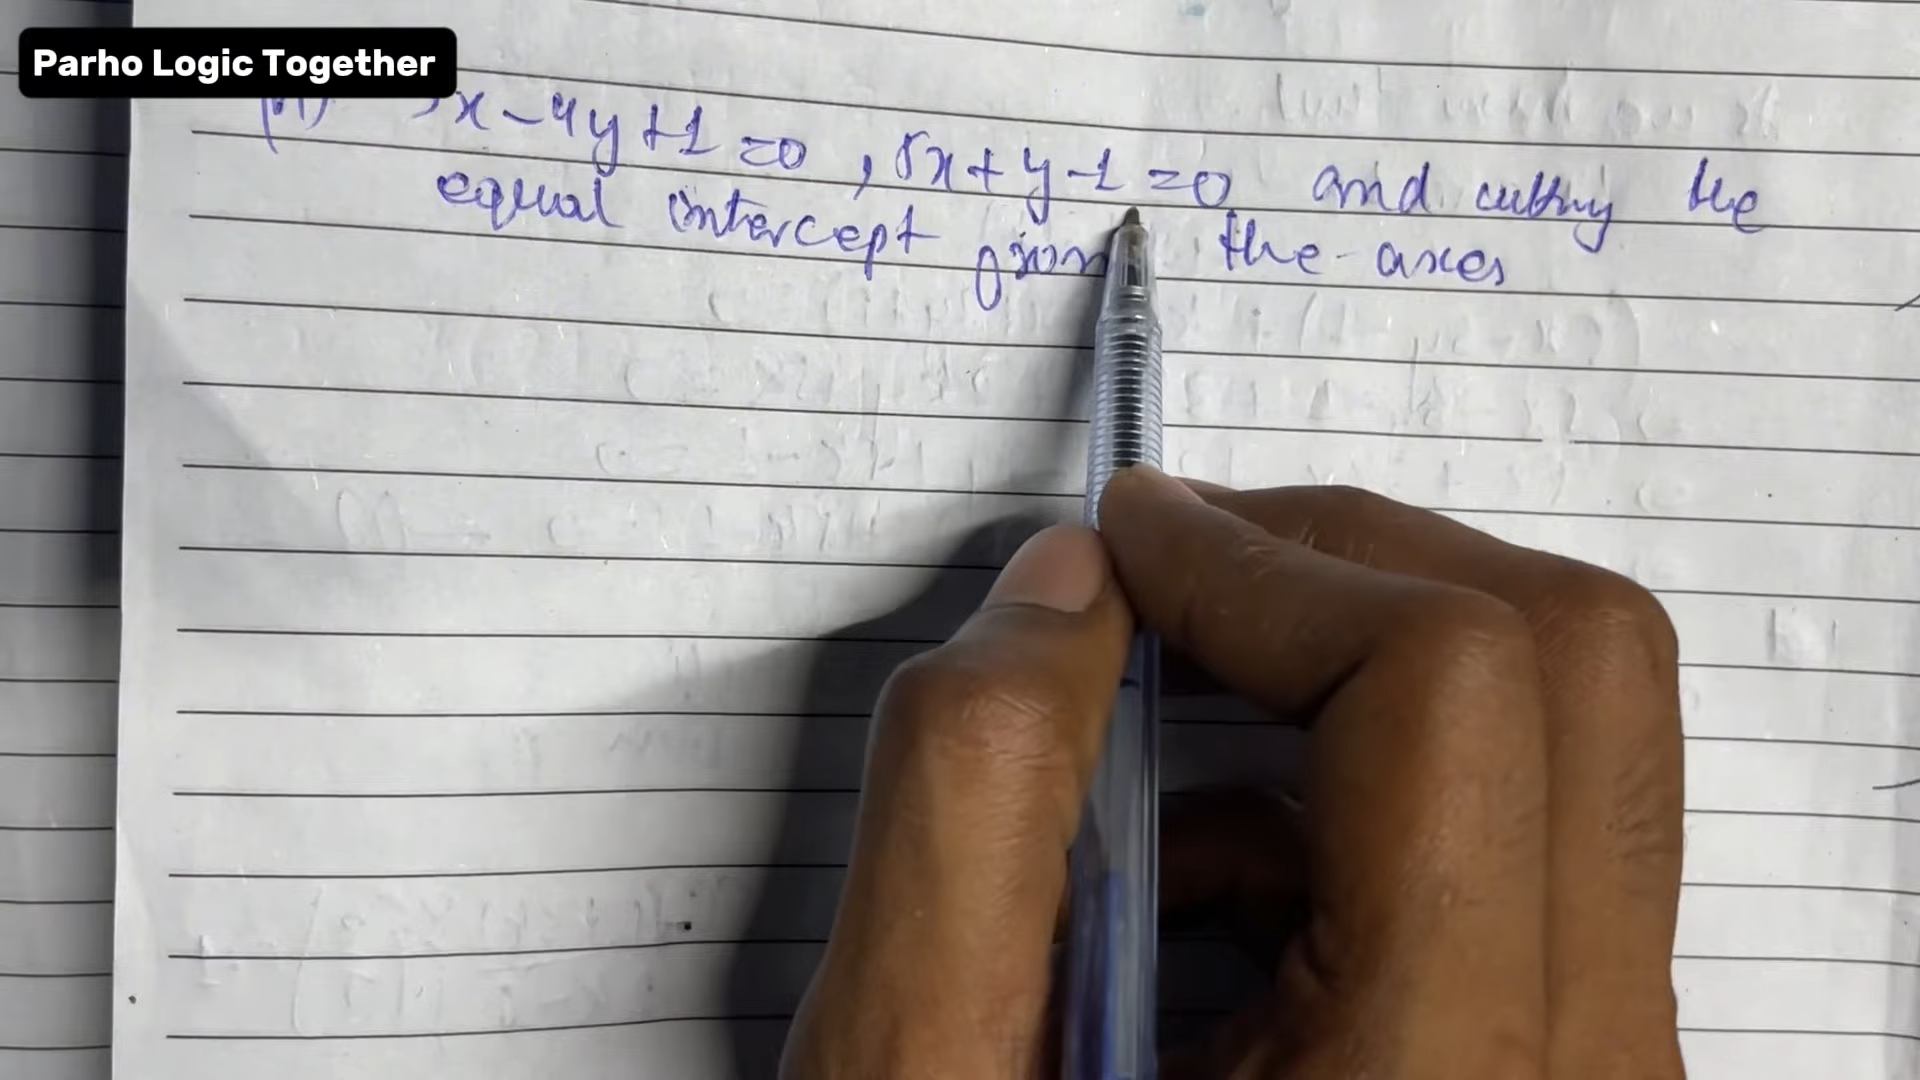 Parho Logic Together
x-4y+1=0, 5x+y-1=0 and cutting the
equal intercept from the axes